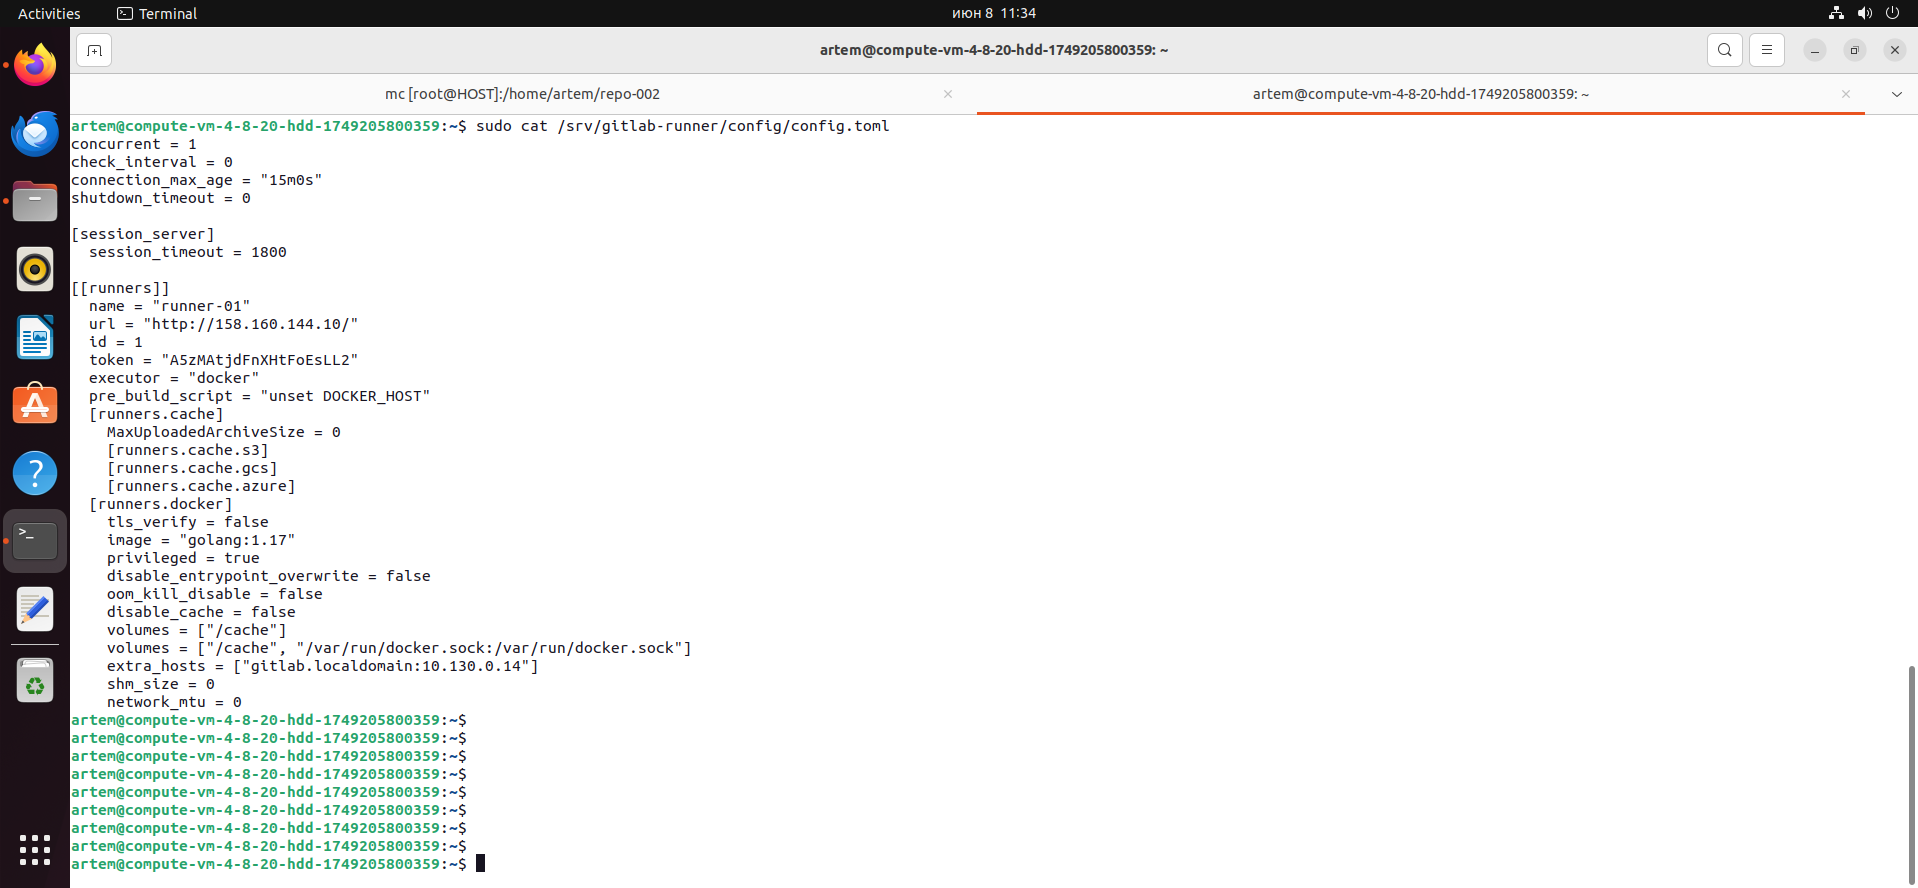 Activities
Terminal
июн 8 11:34
artem@compute-vm-4-8-20-hdd-1749205800359: ~
mc [root@HOST]:/home/artem/repo-002
artem@compute-vm-4-8-20-hdd-1749205800359: ~
artem@compute-vm-4-8-20-hdd-1749205800359:~$ sudo cat /srv/gitlab-runner/config/config.toml
concurrent = 1
check_interval = 0
connection_max_age = "15m0s"
shutdown_timeout = 0
[session_server]
  session_timeout = 1800
[[runners]]
  name = "runner-01"
  url = "http://158.160.144.10/"
  id = 1
  token = "A5zMAtjdFnXHtFoEsLL2"
  executor = "docker"
  pre_build_script = "unset DOCKER_HOST"
  [runners.cache]
    MaxUploadedArchiveSize = 0
    [runners.cache.s3]
    [runners.cache.gcs]
    [runners.cache.azure]
  [runners.docker]
    tls_verify = false
    image = "golang:1.17"
    privileged = true
    disable_entrypoint_overwrite = false
    oom_kill_disable = false
    disable_cache = false
    volumes = ["/cache"]
    volumes = ["/cache", "/var/run/docker.sock:/var/run/docker.sock"]
    extra_hosts = ["gitlab.localdomain:10.130.0.14"]
    shm_size = 0
    network_mtu = 0
artem@compute-vm-4-8-20-hdd-1749205800359:~$
artem@compute-vm-4-8-20-hdd-1749205800359:~$
artem@compute-vm-4-8-20-hdd-1749205800359:~$
artem@compute-vm-4-8-20-hdd-1749205800359:~$
artem@compute-vm-4-8-20-hdd-1749205800359:~$
artem@compute-vm-4-8-20-hdd-1749205800359:~$
artem@compute-vm-4-8-20-hdd-1749205800359:~$
artem@compute-vm-4-8-20-hdd-1749205800359:~$
artem@compute-vm-4-8-20-hdd-1749205800359:~$